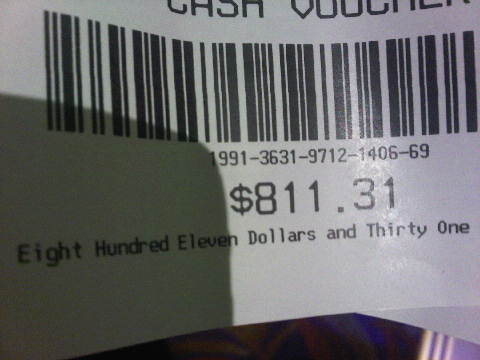 CASH VOUCHER
1991-3631-9712-1406-69
$811.31
Eight Hundred Eleven Dollars and Thirty One